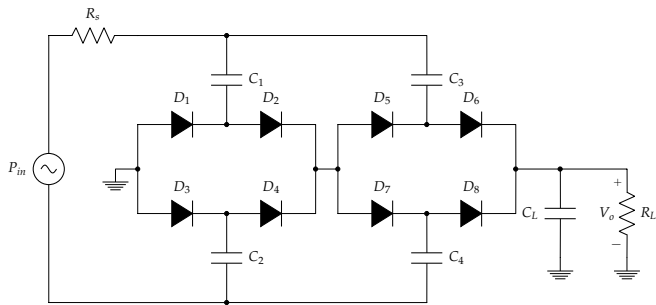 R_s
C_1 C_3
D_1 D_2 D_5 D_6
P_in
D_3 D_4 D_7 D_8
+
C_L V_o R_L
−
C_2 C_4